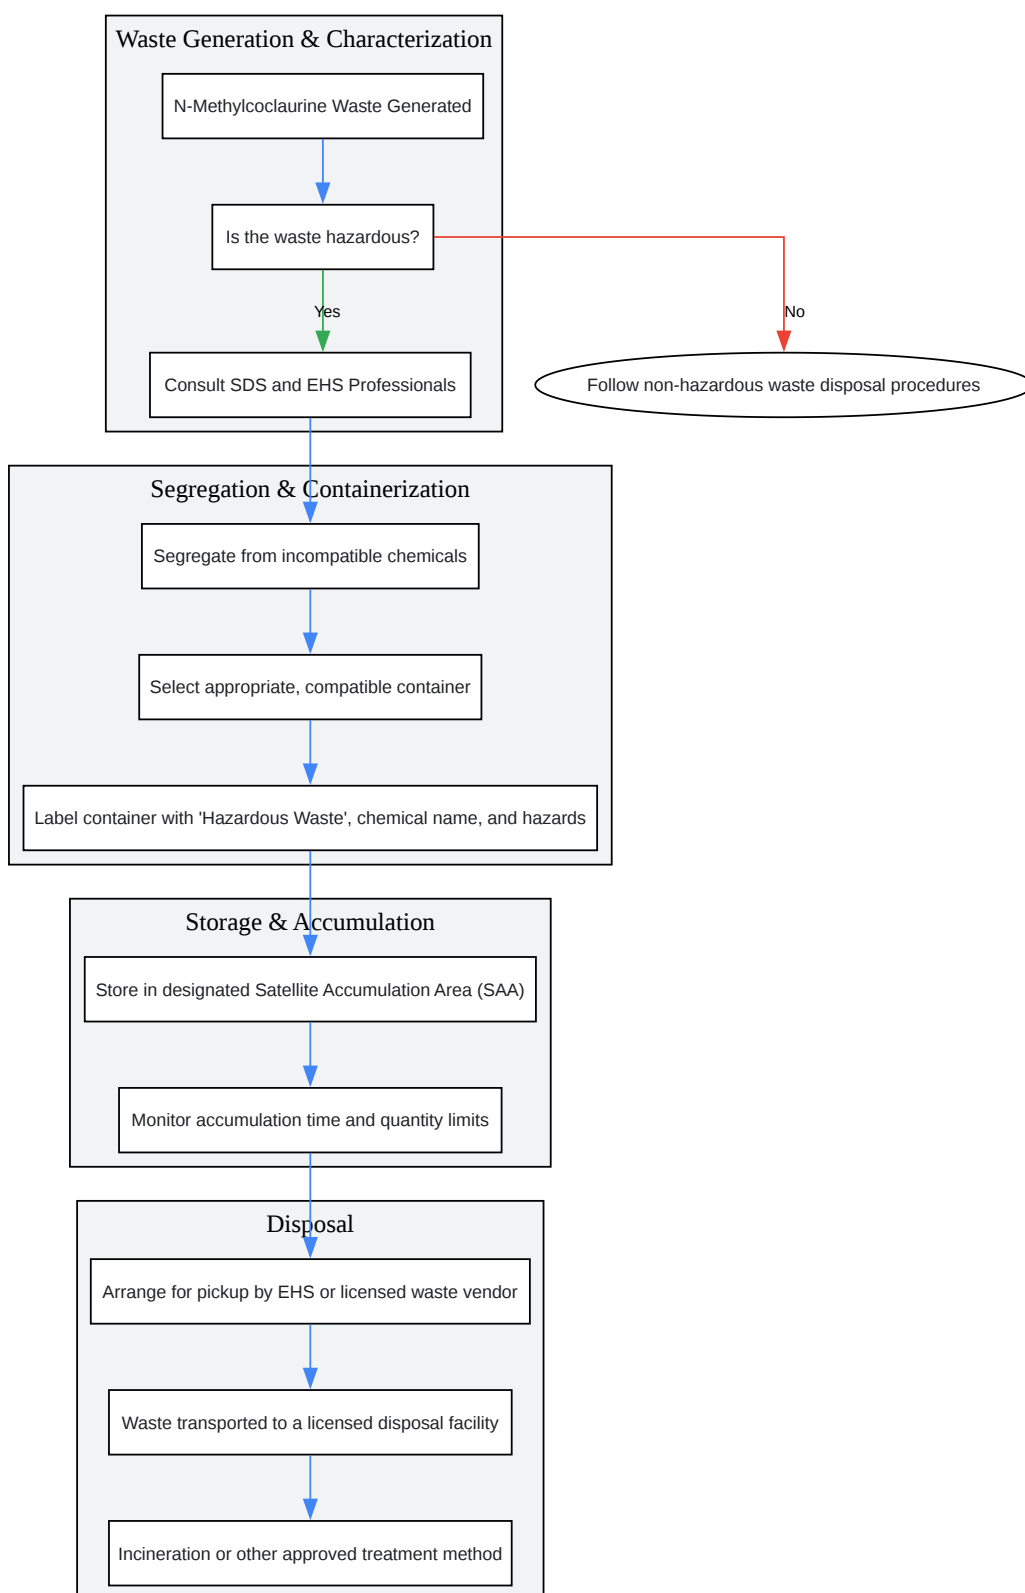 Waste Generation & Characterization
N-Methylcoclaurine Waste Generated
Is the waste hazardous?
Yes
No
Consult SDS and EHS Professionals
Follow non-hazardous waste disposal procedures
Segregation & Containerization
Segregate from incompatible chemicals
Select appropriate, compatible container
Label container with 'Hazardous Waste', chemical name, and hazards
Storage & Accumulation
Store in designated Satellite Accumulation Area (SAA)
Monitor accumulation time and quantity limits
Disposal
Arrange for pickup by EHS or licensed waste vendor
Waste transported to a licensed disposal facility
Incineration or other approved treatment method